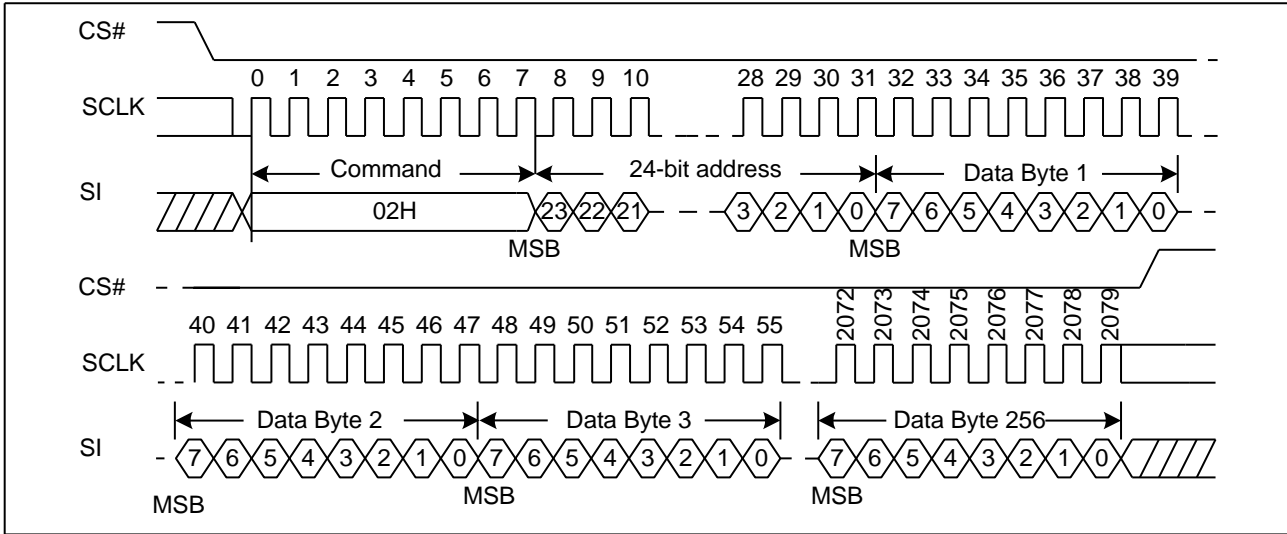 CS#
0 1 2 3 4 5 6 7 8 9 10 28 29 30 31 32 33 34 35 36 37 38 39
SCLK
Command 24-bit address Data Byte 1
SI
02H 23 22 21 3 2 1 0 7 6 5 4 3 2 1 0
MSB MSB
CS#
40 41 42 43 44 45 46 47 48 49 50 51 52 53 54 55 2072 2073 2074 2075 2076 2077 2078 2079
SCLK
Data Byte 2 Data Byte 3 Data Byte 256
SI
7 6 5 4 3 2 1 0 7 6 5 4 3 2 1 0 7 6 5 4 3 2 1 0
MSB MSB MSB